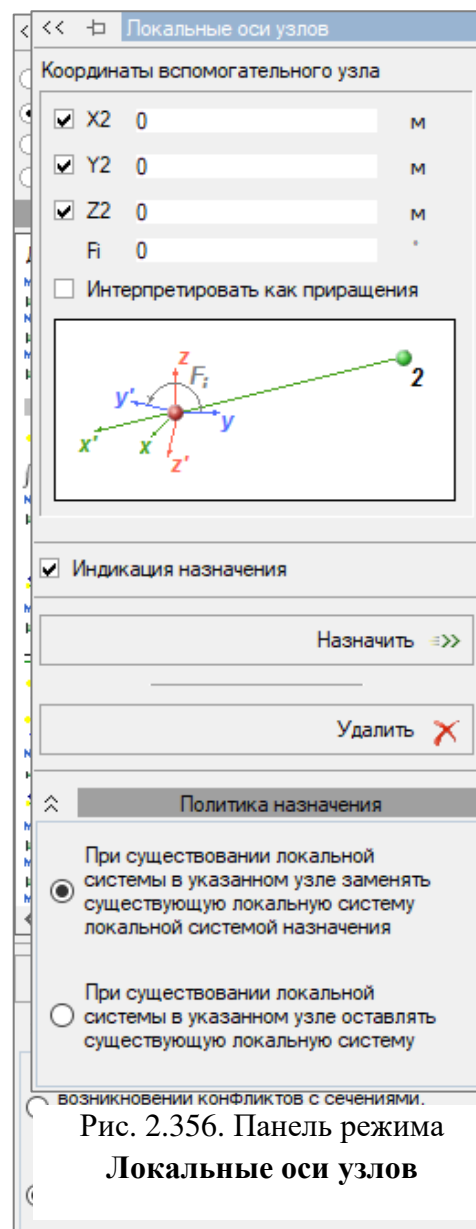 << Локальные оси узлов
Координаты вспомогательного узла
X2 0 м
Y2 0 м
Z2 0 м
Fi 0 °
Интерпретировать как приращения
z
Fi
2
y'
y
x'
x
z'
Индикация назначения
Назначить
Удалить
Политика назначения
При существовании локальной
системы в указанном узле заменять
существующую локальную систему
локальной системой назначения
При существовании локальной
системы в указанном узле оставлять
существующую локальную систему
возникновении конфликтов с сечениями.
Рис. 2.356. Панель режима
Локальные оси узлов